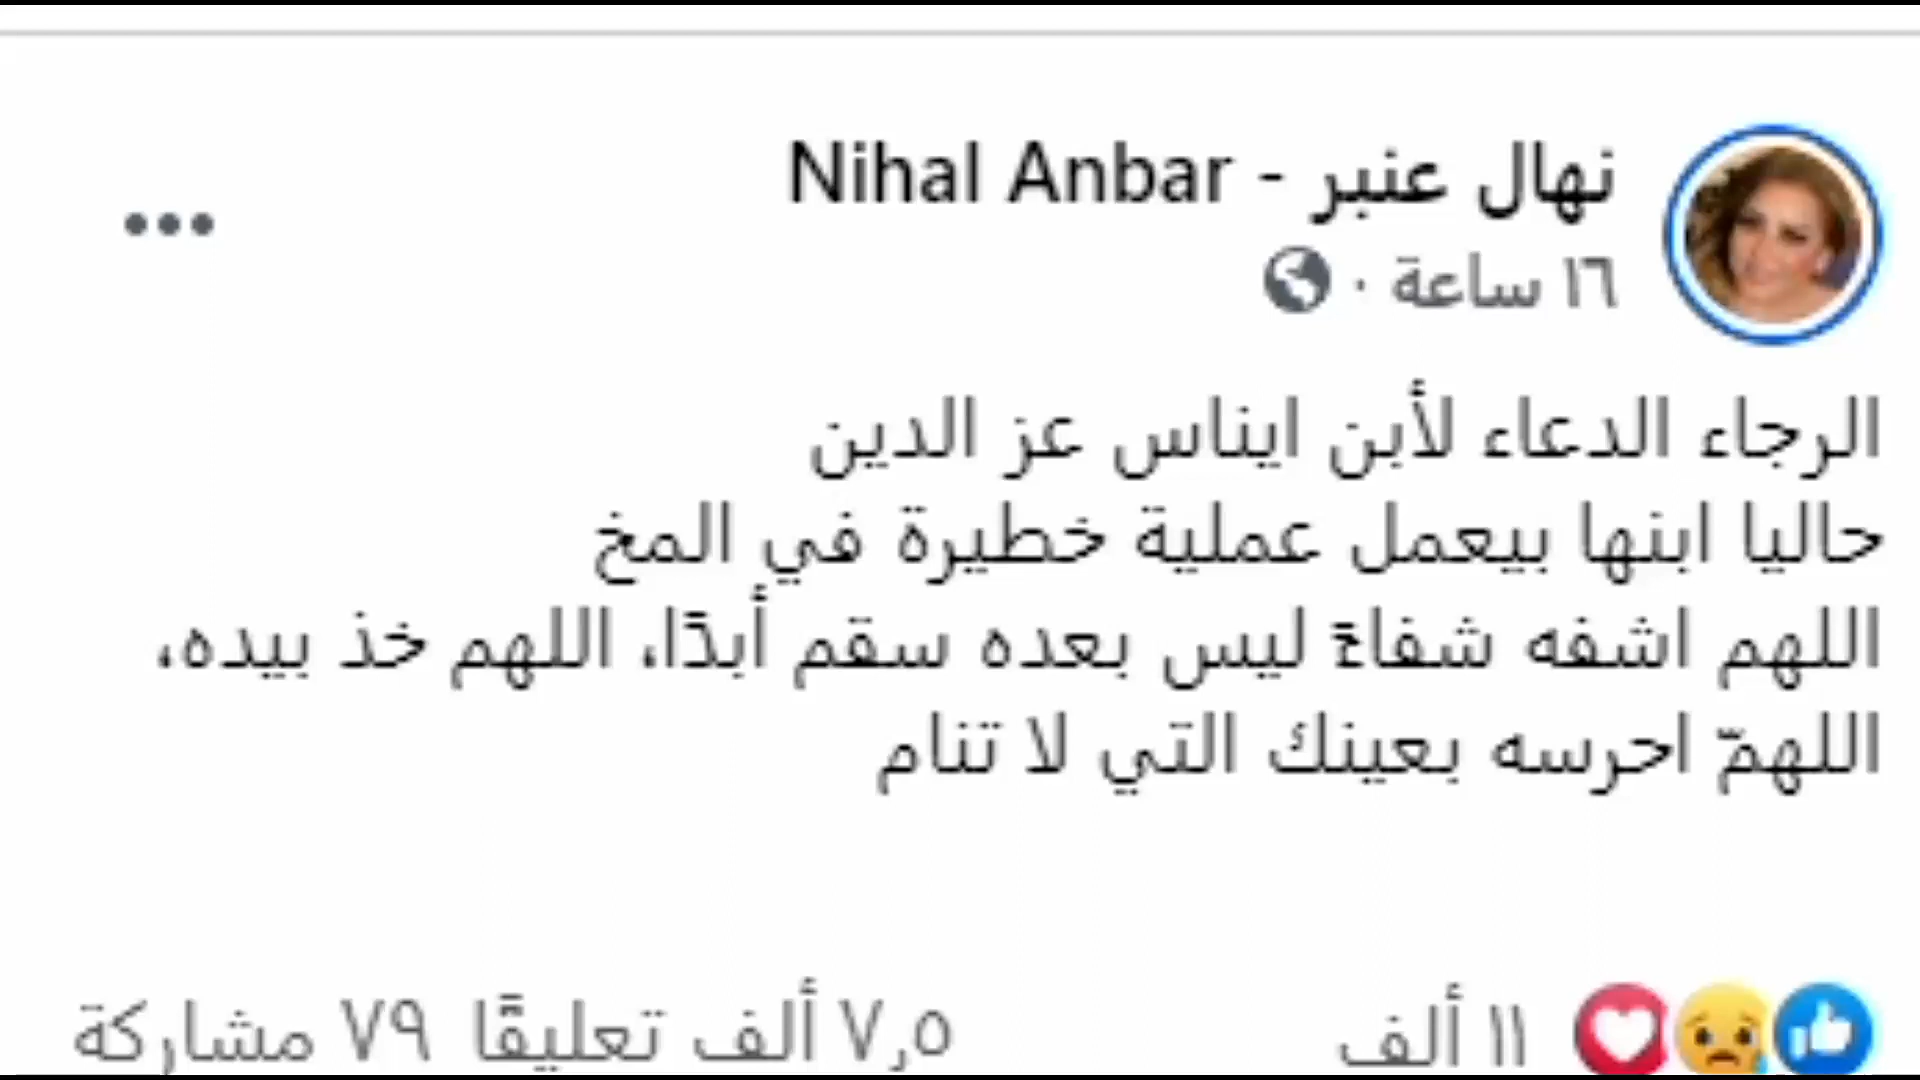 نهال عنبر - Nihal Anbar
١٦ ساعة ·
الرجاء الدعاء لأبن ايناس عز الدين
حاليا ابنها بيعمل عملية خطيرة في المخ
اللهم اشفه شفاءً ليس بعده سقم أبدًا، اللهم خذ بيده،
اللهمّ احرسه بعينك التي لا تنام
١١ ألف ٧٫٥ ألف تعليقًا ٧٩ مشاركة